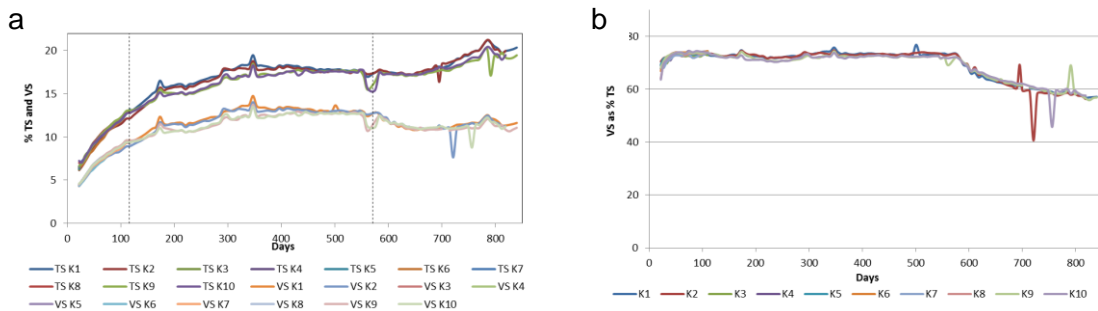 a
% TS and VS
20
15
10
5
0
0 100 200 300 400 500 600 700 800
Days
TS K1 TS K2 TS K3 TS K4 TS K5 TS K6 TS K7
TS K8 TS K9 TS K10 VS K1 VS K2 VS K3 VS K4
VS K5 VS K6 VS K7 VS K8 VS K9 VS K10
b
VS as % TS
80
60
40
20
0
0 100 200 300 400 500 600 700 800
Days
K1 K2 K3 K4 K5 K6 K7 K8 K9 K10